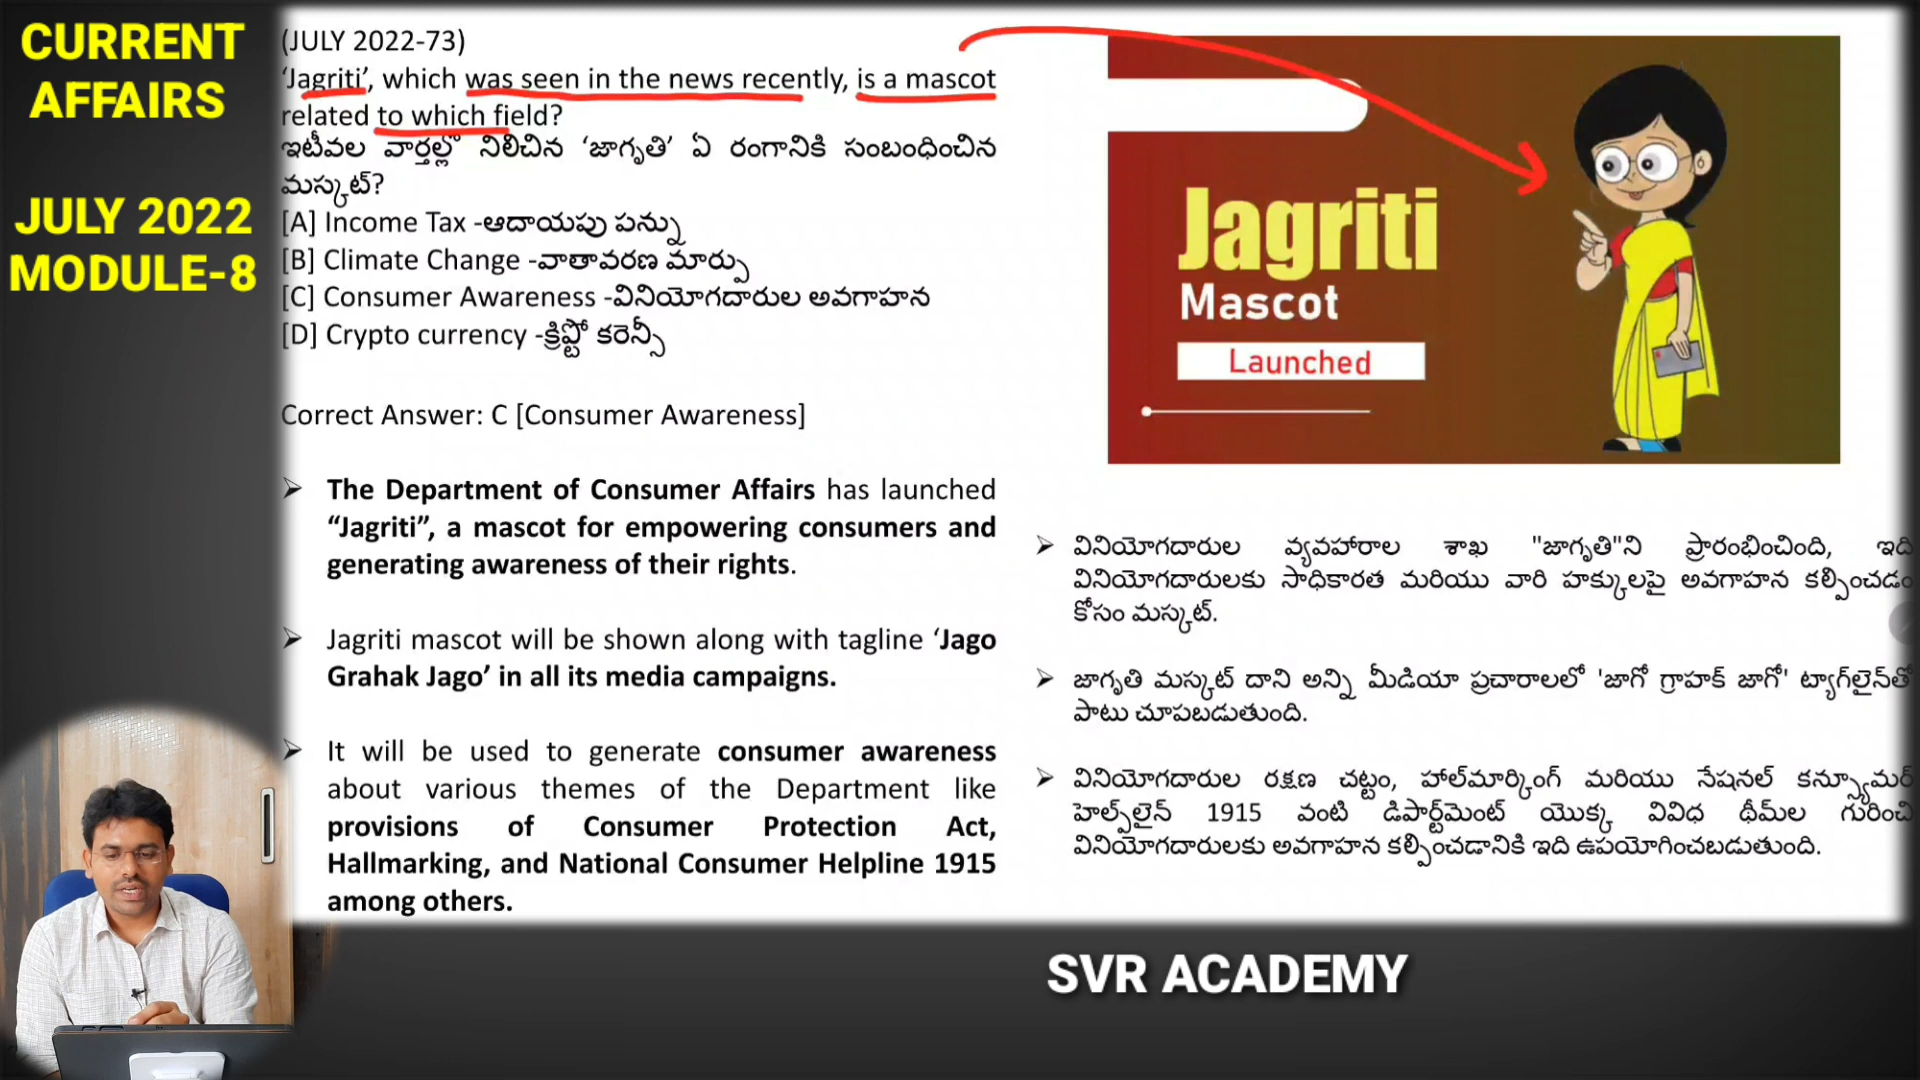 CURRENT
AFFAIRS
JULY 2022
MODULE-8
(JULY 2022-73)
‘Jagriti’, which was seen in the news recently, is a mascot
related to which field?
ఇటీవల వార్తల్లో నిలిచిన ‘జాగృతి’ ఏ రంగానికి సంబంధించిన
మస్కట్?
[A] Income Tax -ఆదాయపు పన్ను
[B] Climate Change -వాతావరణ మార్పు
[C] Consumer Awareness -వినియోగదారుల అవగాహన
[D] Crypto currency -క్రిప్టో కరెన్సీ
Correct Answer: C [Consumer Awareness]
➢ The Department of Consumer Affairs has launched
“Jagriti”, a mascot for empowering consumers and
generating awareness of their rights.
➢ Jagriti mascot will be shown along with tagline ‘Jago
Grahak Jago’ in all its media campaigns.
➢ It will be used to generate consumer awareness
about various themes of the Department like
provisions of Consumer Protection Act,
Hallmarking, and National Consumer Helpline 1915
among others.
Jagriti
Mascot
Launched
➢ వినియోగదారుల వ్యవహారాల శాఖ "జాగృతి"ని ప్రారంభించింది, ఇది
వినియోగదారులకు సాధికారత మరియు వారి హక్కులపై అవగాహన కల్పించడం
కోసం మస్కట్.
➢ జాగృతి మస్కట్ దాని అన్ని మీడియా ప్రచారాలలో 'జాగో గ్రాహక్ జాగో' ట్యాగ్‌లైన్‌తో
పాటు చూపబడుతుంది.
➢ వినియోగదారుల రక్షణ చట్టం, హాల్‌మార్కింగ్ మరియు నేషనల్ కన్స్యూమర్
హెల్ప్‌లైన్ 1915 వంటి డిపార్ట్‌మెంట్ యొక్క వివిధ థీమ్‌ల గురించి
వినియోగదారులకు అవగాహన కల్పించడానికి ఇది ఉపయోగించబడుతుంది.
SVR ACADEMY